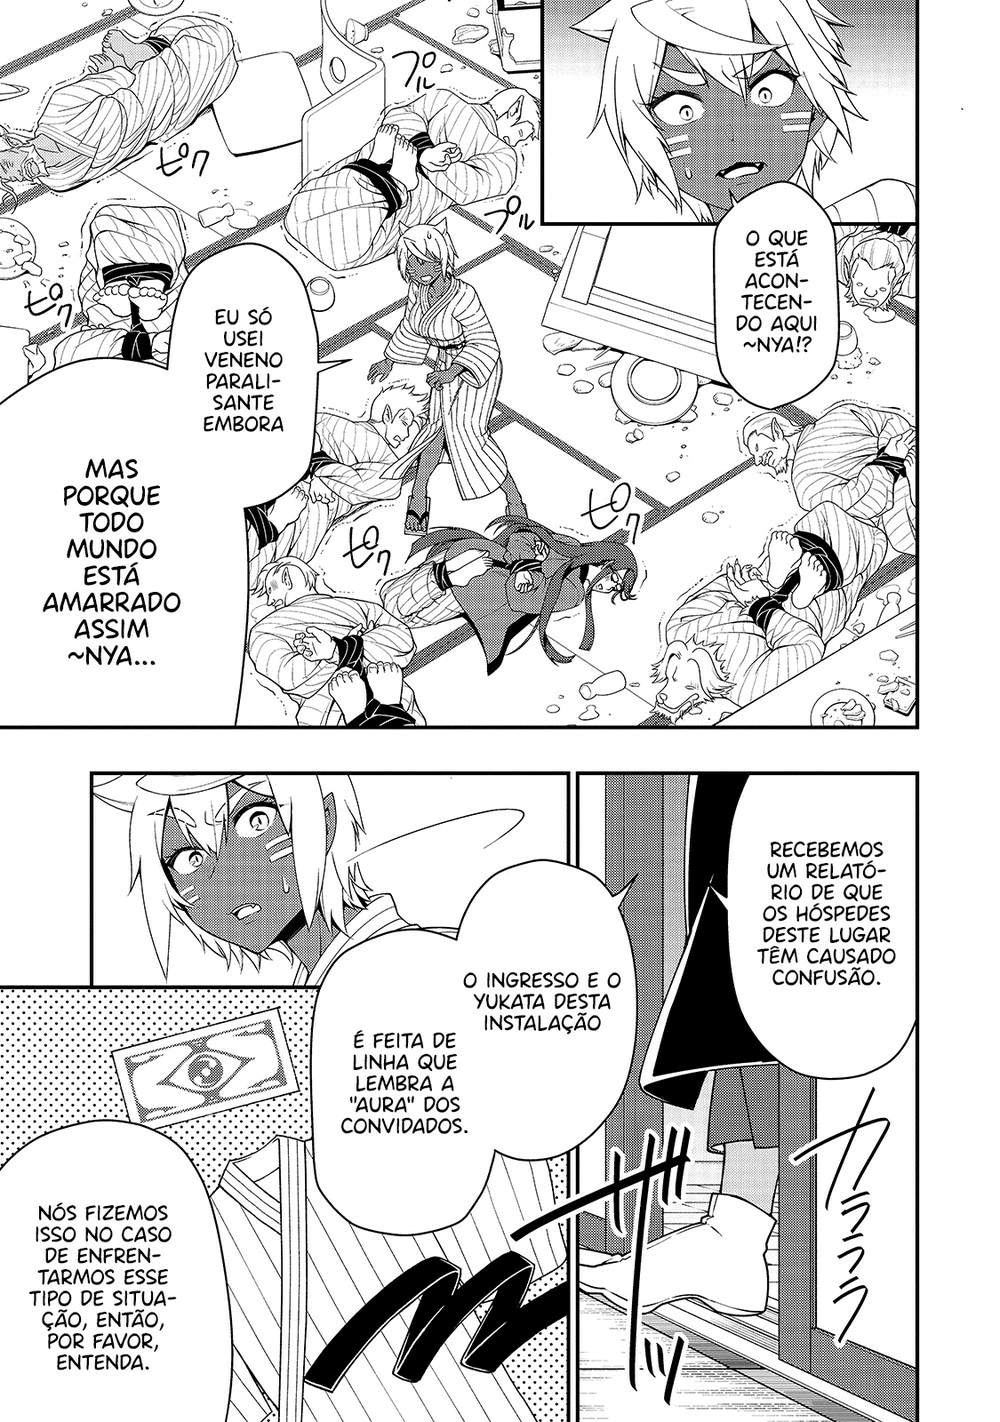 O QUE
ESTÁ
ACON-
TECEN-
DO AQUI
~NYA!?
プル
ピク
プル
ピク
EU SÓ
USEI
VENENO
PARALI-
SANTE
EMBORA
MAS
PORQUE
TODO
MUNDO
ESTÁ
AMARRADO
ASSIM
~NYA...
ピク
ピク
RECEBEMOS
UM RELATÓ-
RIO DE QUE
OS HÓSPEDES
DESTE LUGAR
TÊM CAUSADO
CONFUSÃO.
カラララ
O INGRESSO E O
YUKATA DESTA
INSTALAÇÃO
É FEITA DE
LINHA QUE
LEMBRA A
"AURA" DOS
CONVIDADOS.
NÓS FIZEMOS
ISSO NO CASO
DE ENFREN-
TARMOS ESSE
TIPO DE SITUA-
ÇÃO, ENTÃO,
POR FAVOR,
ENTENDA.